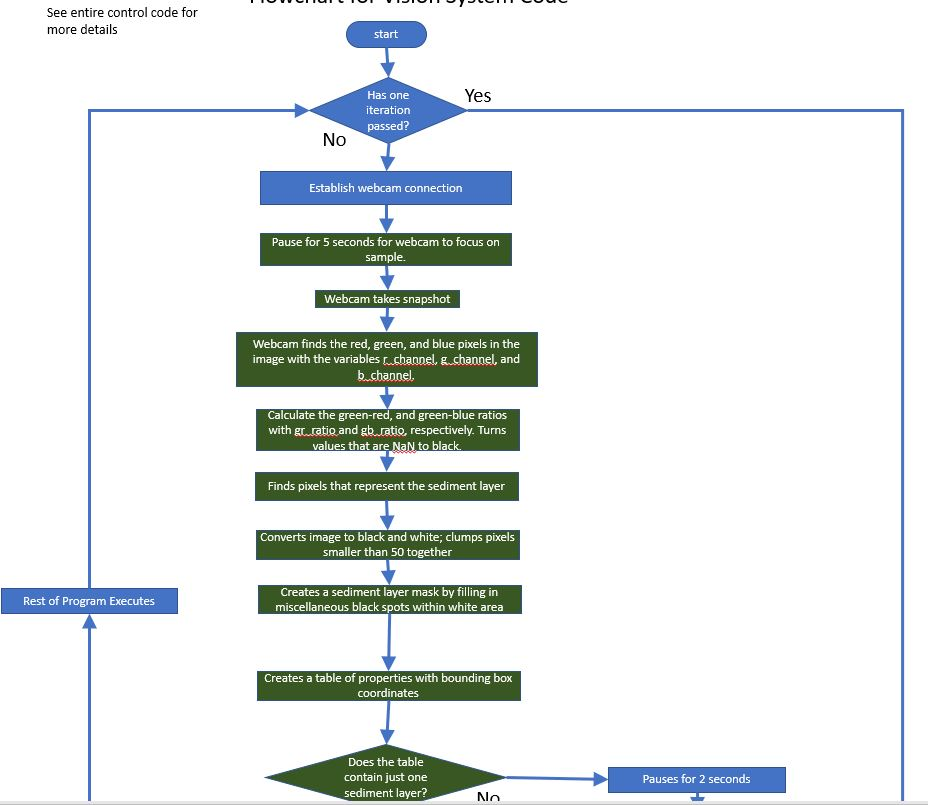 Flowchart for Vision System Code
See entire control code for
more details
start
Has one
iteration
passed?
Yes
No
Establish webcam connection
Pause for 5 seconds for webcam to focus on
sample.
Webcam takes snapshot
Webcam finds the red, green, and blue pixels in the
image with the variables r_channel, g_channel, and
b_channel.
Calculate the green-red, and green-blue ratios
with gr_ratio and gb_ratio, respectively. Turns
values that are NaN to black.
Finds pixels that represent the sediment layer
Converts image to black and white; clumps pixels
smaller than 50 together
Creates a sediment layer mask by filling in
miscellaneous black spots within white area
Rest of Program Executes
Creates a table of properties with bounding box
coordinates
Does the table
contain just one
sediment layer?
No
Pauses for 2 seconds